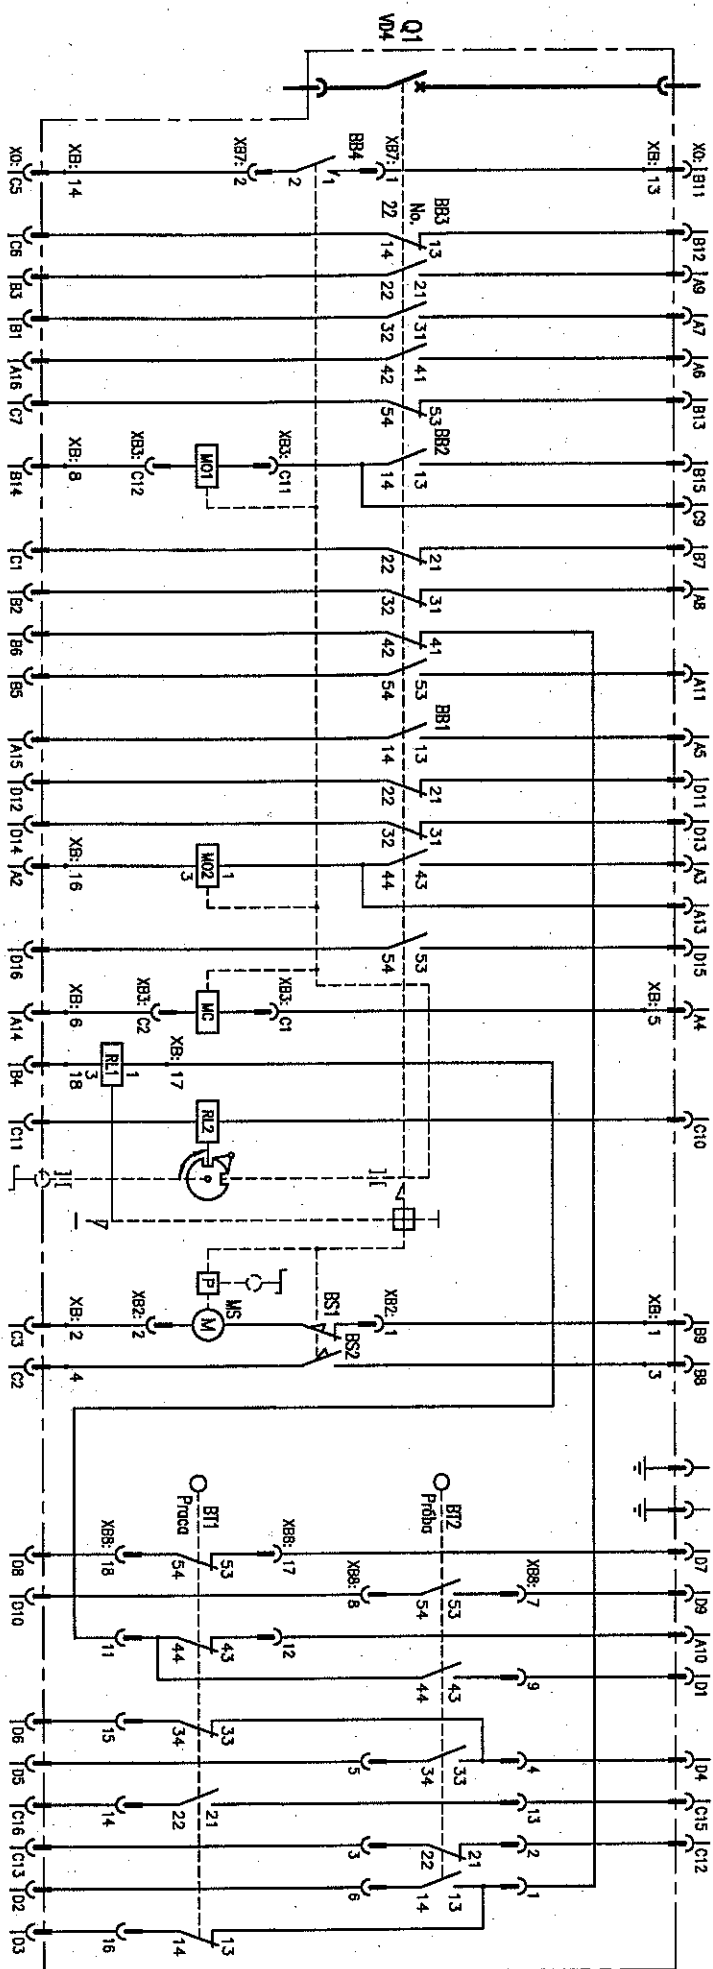 Q1
VD4
X0: B11 B12 A9 A7 A6 B13 B15 C9 B7 A8 A11 A5 D11 D13 A3 A13 D15 A4 C10 B9 B8 D7 D9 A10 D1 D4 C15 C12
XB: 13
XB: 5
XB: 1
3
XB8: 7
9
4
13
2
1
BB3
No.
22
BB2
BB1
BT2
Próba
13 21 31 41 53 13 21 31 41 53 13 21 31 43 53
14 22 32 42 54 14 22 32 42 54 14 22 32 44 54
53 43 33 21 13
54 44 34 22 14
XB7: 1
BB4
1
2
XB7: 2
XB2: 1
BS2
BS1
XB8: 8
5
3
6
XB3: C11
MO1
XB3: C12
1
MO2
3
XB3: C1
MC
XB3: C2
XB: 17
1
RL1
3
RL2
P
MS
M
XB2: 2
XB8: 17
12
BT1
Praca
53 43 33 21 13
54 44 34 22 14
XB8: 18
11
15
14
16
XB: 14
XB: 8
XB: 16
XB: 6
18
XB: 2
4
X0: C5 C6 B3 B1 A16 C7 B14 C1 B2 B6 B5 A15 D12 D14 A2 D16 A14 B4 C11 C3 C2 D8 D10 D6 D5 C16 C13 D2 D3